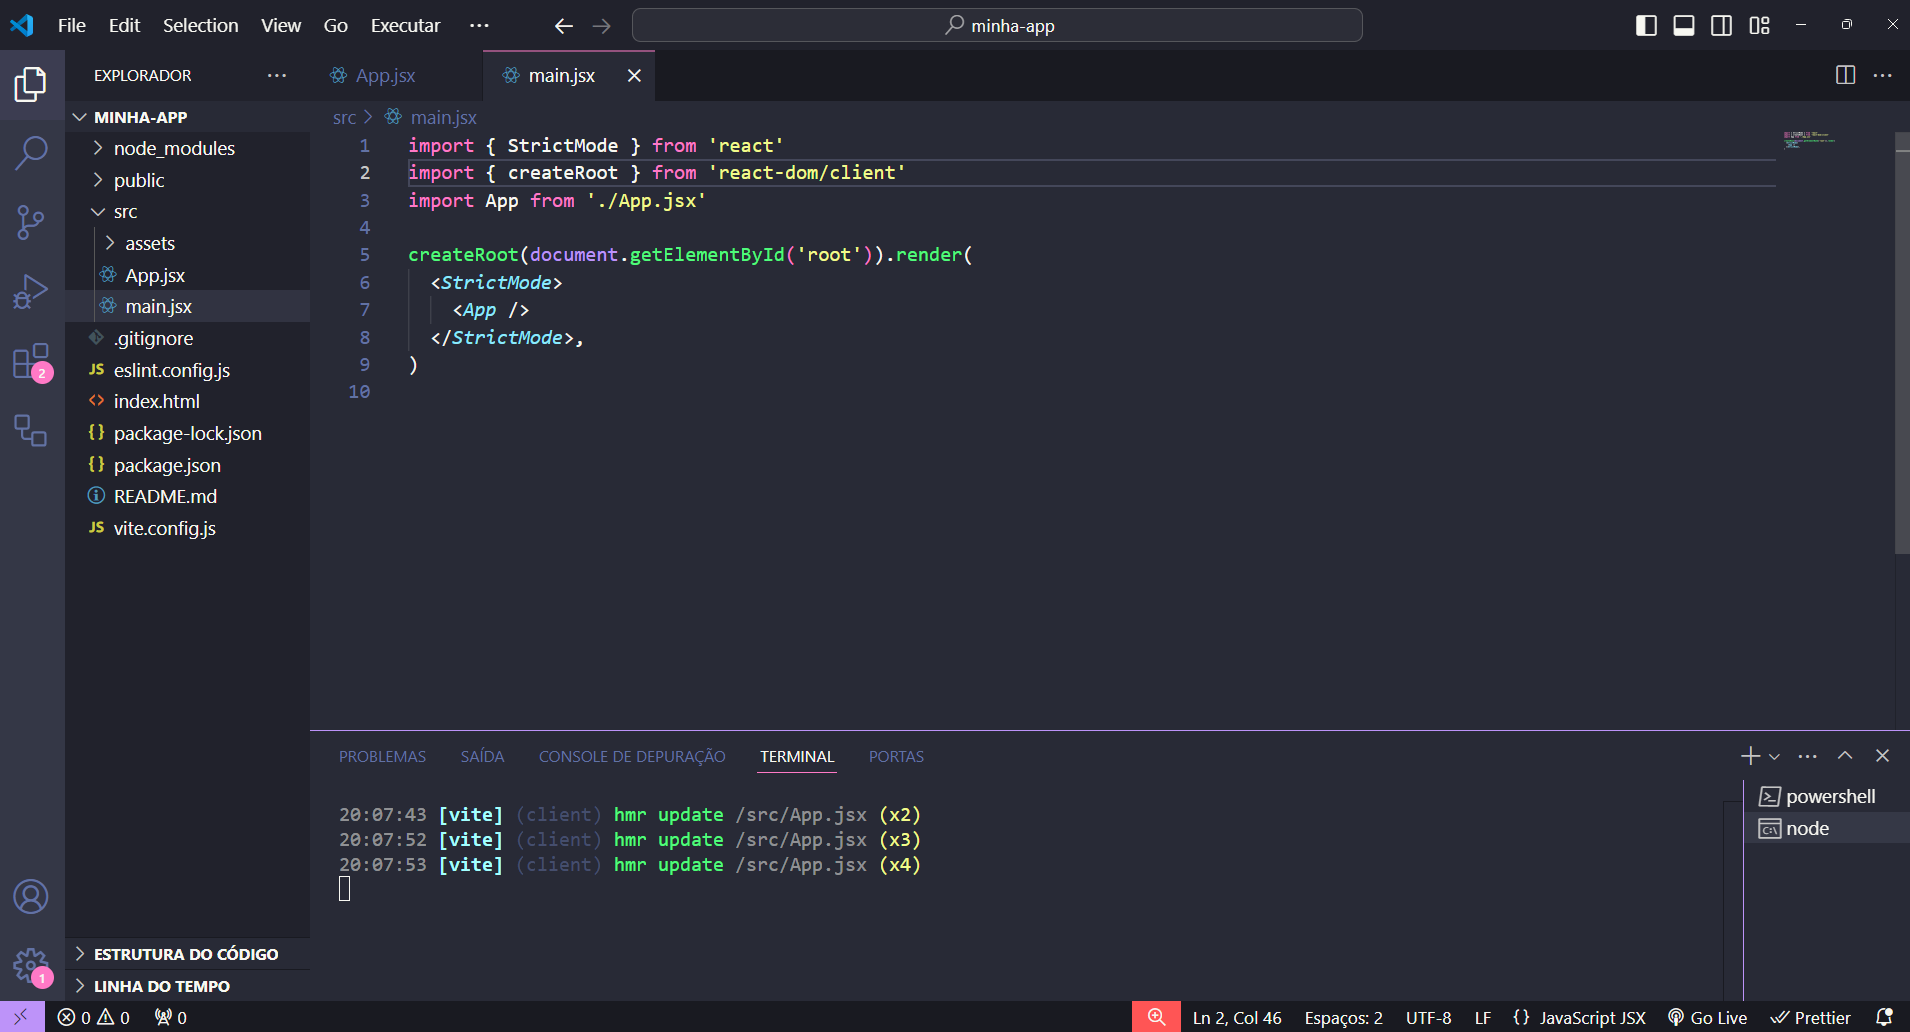 File Edit Selection View Go Executar ···
minha-app
EXPLORADOR ···
App.jsx
main.jsx
MINHA-APP
node_modules
public
src
assets
App.jsx
main.jsx
.gitignore
JS eslint.config.js
<> index.html
{} package-lock.json
{} package.json
README.md
JS vite.config.js
ESTRUTURA DO CÓDIGO
LINHA DO TEMPO
2
1
src > main.jsx
1 import { StrictMode } from 'react'
2 import { createRoot } from 'react-dom/client'
3 import App from './App.jsx'
4
5 createRoot(document.getElementById('root')).render(
6 <StrictMode>
7 <App />
8 </StrictMode>,
9 )
10
PROBLEMAS SAÍDA CONSOLE DE DEPURAÇÃO TERMINAL PORTAS
20:07:43 [vite] (client) hmr update /src/App.jsx (x2)
20:07:52 [vite] (client) hmr update /src/App.jsx (x3)
20:07:53 [vite] (client) hmr update /src/App.jsx (x4)
powershell
node
0 0 0
Ln 2, Col 46 Espaços: 2 UTF-8 LF {} JavaScript JSX Go Live Prettier